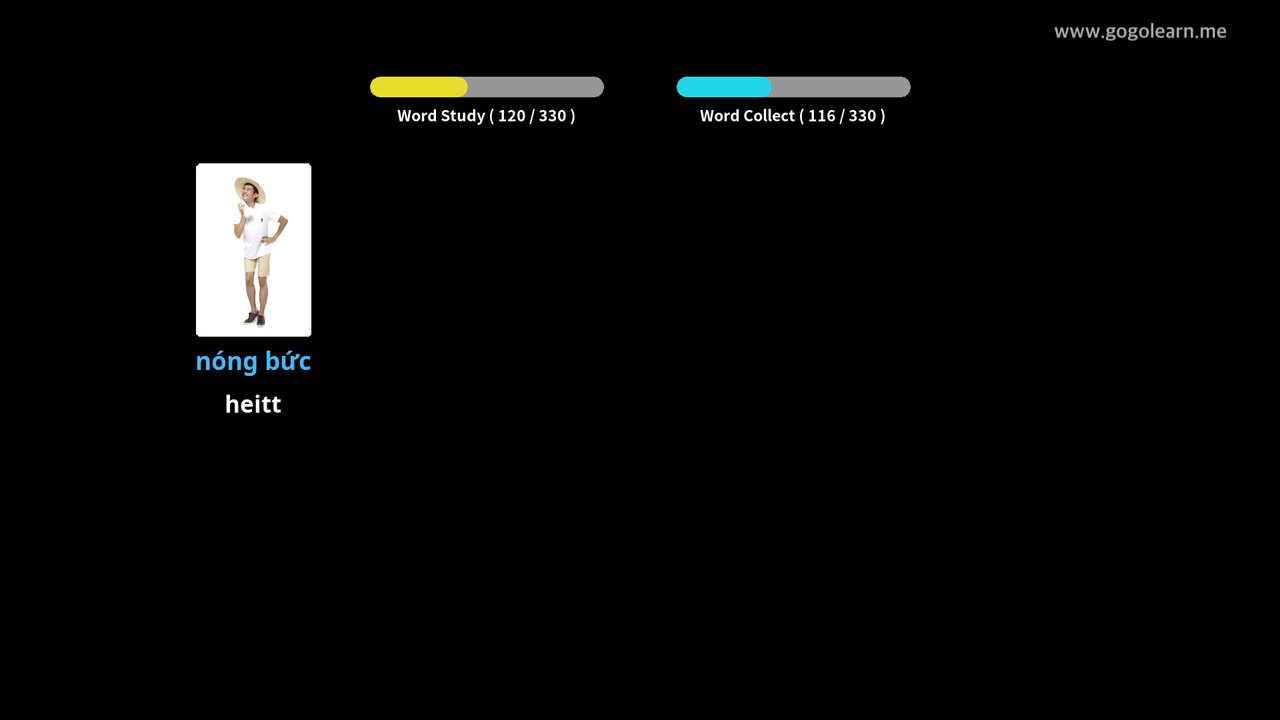 www.gogolearn.me
Word Study ( 120 / 330 )
Word Collect ( 116 / 330 )
nóng bức
heitt